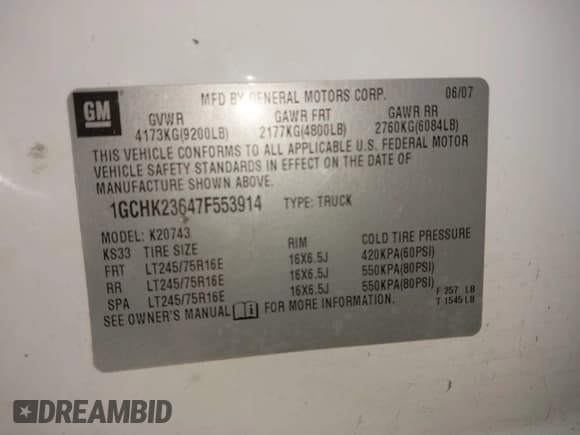 GM
MFD BY GENERAL MOTORS CORP. 06/07
GVWR GAWR FRT GAWR RR
4173KG(9200LB) 2177KG(4800LB) 2760KG(6084LB)
THIS VEHICLE CONFORMS TO ALL APPLICABLE U.S. FEDERAL MOTOR
VEHICLE SAFETY STANDARDS IN EFFECT ON THE DATE OF
MANUFACTURE SHOWN ABOVE.
1GCHK23647F553914 TYPE: TRUCK
MODEL: K20743
KS33 TIRE SIZE RIM COLD TIRE PRESSURE
FRT LT245/75R16E 16X6.5J 420KPA(60PSI)
RR LT245/75R16E 16X6.5J 550KPA(80PSI)
SPA LT245/75R16E 16X6.5J 550KPA(80PSI)
SEE OWNER'S MANUAL FOR MORE INFORMATION.
F 257 LB
T 1545 LB
DREAMBID